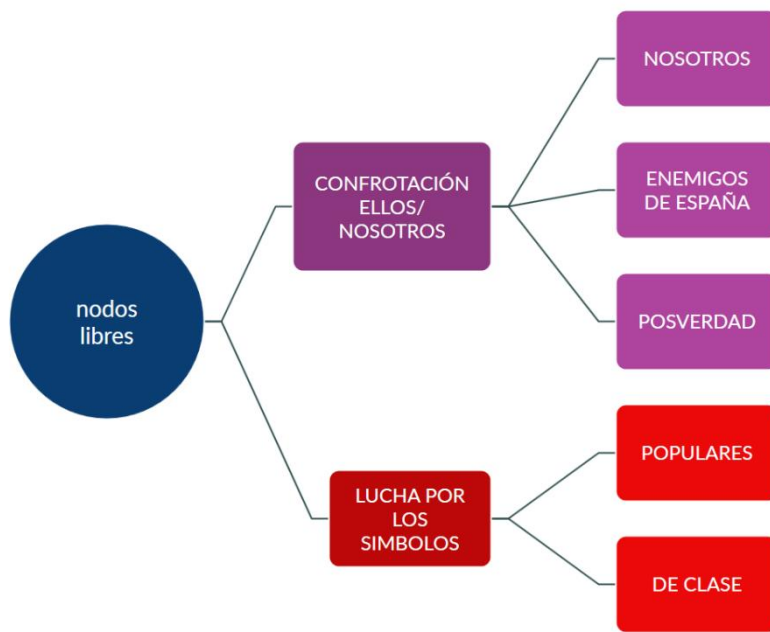 nodos
libres
CONFROTACIÓN
ELLOS/
NOSOTROS
NOSOTROS
ENEMIGOS
DE ESPAÑA
POSVERDAD
LUCHA POR
LOS
SIMBOLOS
POPULARES
DE CLASE